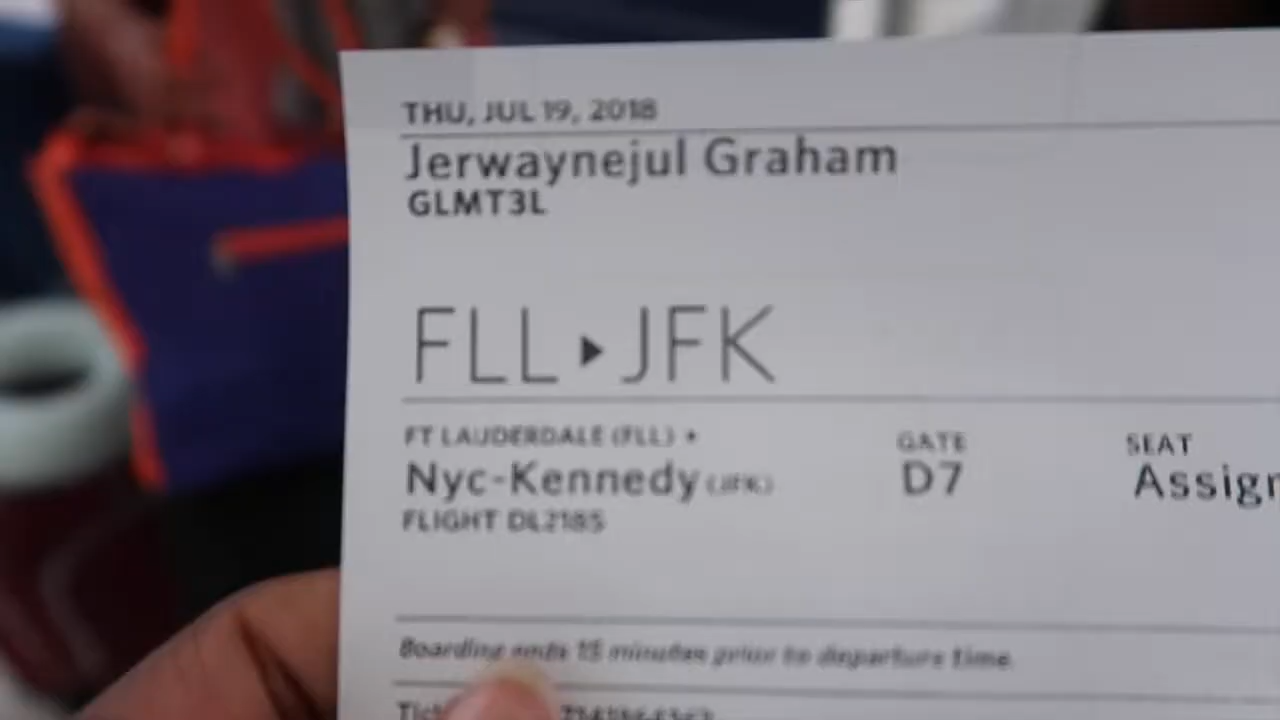 THU, JUL 19, 2018
Jerwaynejul Graham
GLMT3L
FLL ▸ JFK
FT LAUDERDALE (FLL)
GATE
SEAT
Nyc-Kennedy (JFK)
D7
Assign
FLIGHT DL2185
Boarding ends 15 minutes prior to departure time.